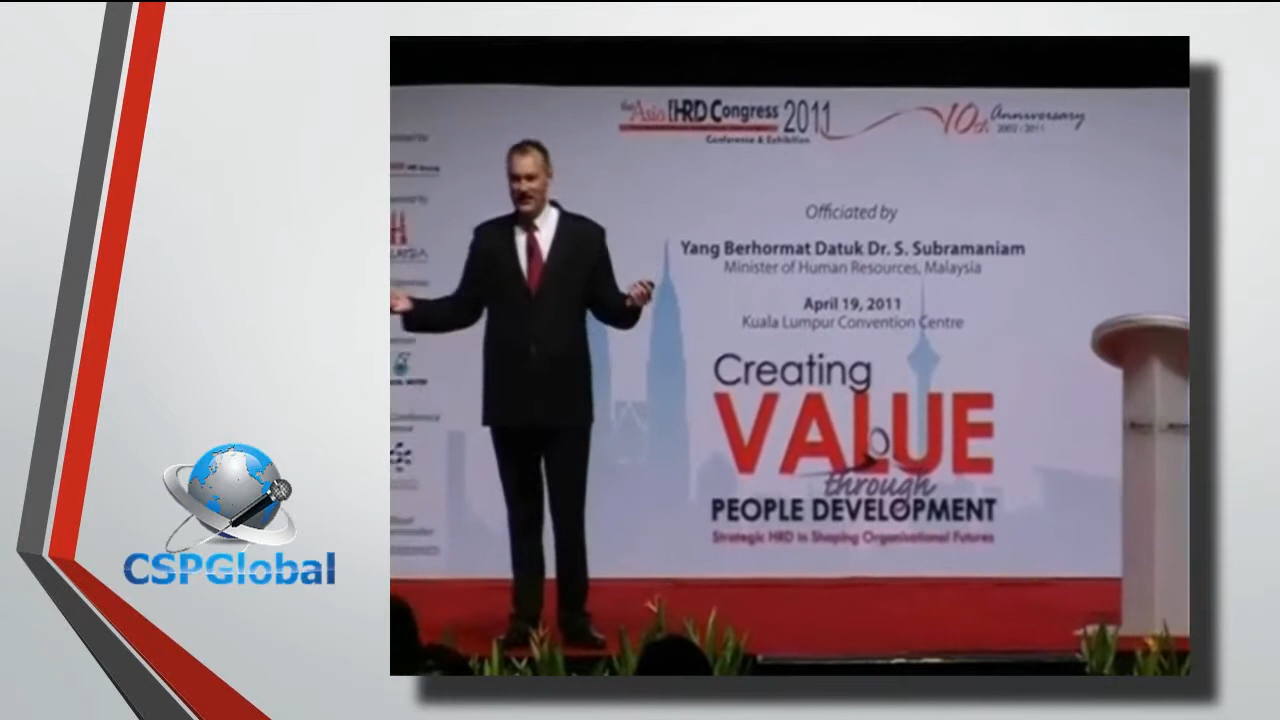 the Asia HRD Congress 2011
Conference & Exhibition
10th Anniversary
2002 - 2011
Officiated by
Yang Berhormat Datuk Dr. S. Subramaniam
Minister of Human Resources, Malaysia
April 19, 2011
Kuala Lumpur Convention Centre
Creating
VALUE
through
PEOPLE DEVELOPMENT
Strategic HRD in Shaping Organisational Futures
CSPGlobal